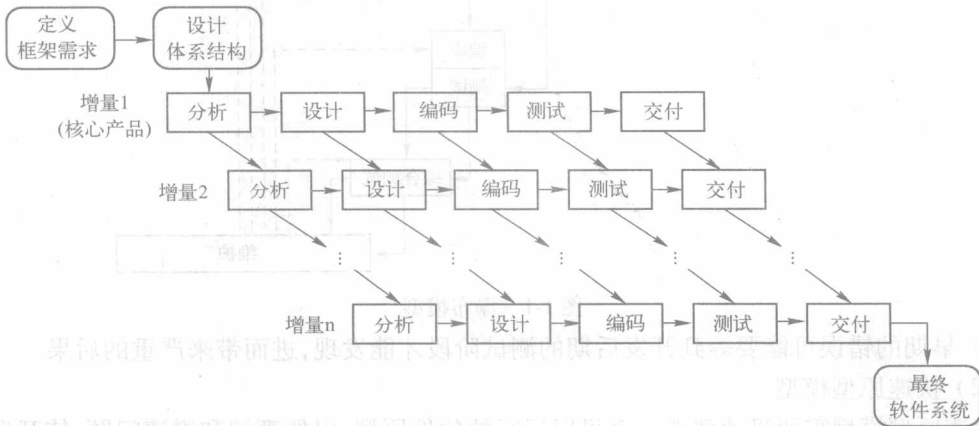 定义
框架需求
设计
体系结构
增量1
(核心产品)
分析
设计
编码
测试
交付
增量2
分析
设计
编码
测试
交付
⋮
⋮
⋮
⋮
⋮
增量n
分析
设计
编码
测试
交付
最终
软件系统